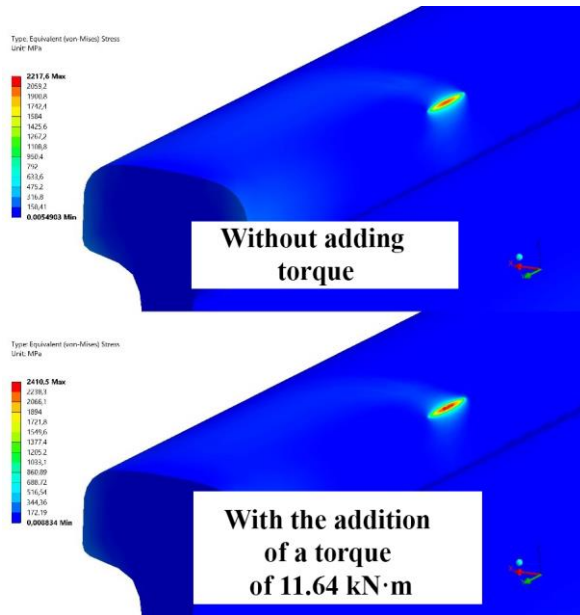 Type: Equivalent (von-Mises) Stress
Unit: MPa
2217,6 Max
2059,2
1900,8
1742,4
1584
1425,6
1267,2
1108,8
950,4
792
633,6
475,2
316,8
158,41
0,0054903 Min
Without adding
torque
Type: Equivalent (von-Mises) Stress
Unit: MPa
2410,5 Max
2238,3
2066,1
1894
1721,8
1549,6
1377,4
1205,2
1033,1
860,89
688,72
516,54
344,36
172,19
0,008834 Min
With the addition
of a torque
of 11.64 kN·m